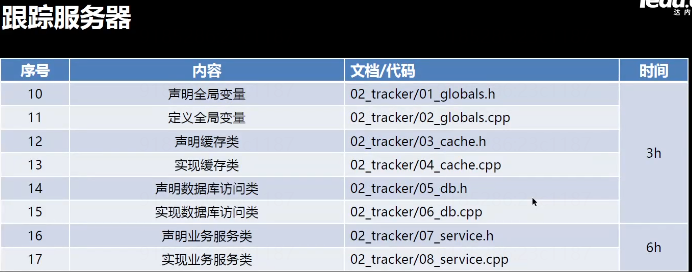 跟踪服务器
达内
序号 内容 文档/代码 时间
10 声明全局变量 02_tracker/01_globals.h
11 定义全局变量 02_tracker/02_globals.cpp
12 声明缓存类 02_tracker/03_cache.h
3h
13 实现缓存类 02_tracker/04_cache.cpp
14 声明数据库访问类 02_tracker/05_db.h
15 实现数据库访问类 02_tracker/06_db.cpp
16 声明业务服务类 02_tracker/07_service.h
6h
17 实现业务服务类 02_tracker/08_service.cpp